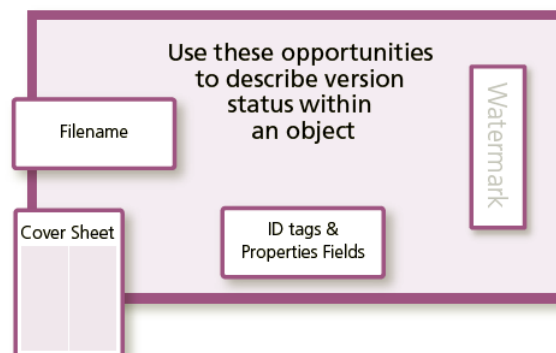 Use these opportunities
to describe version
status within
an object
Filename
Watermark
Cover Sheet
ID tags &
Properties Fields